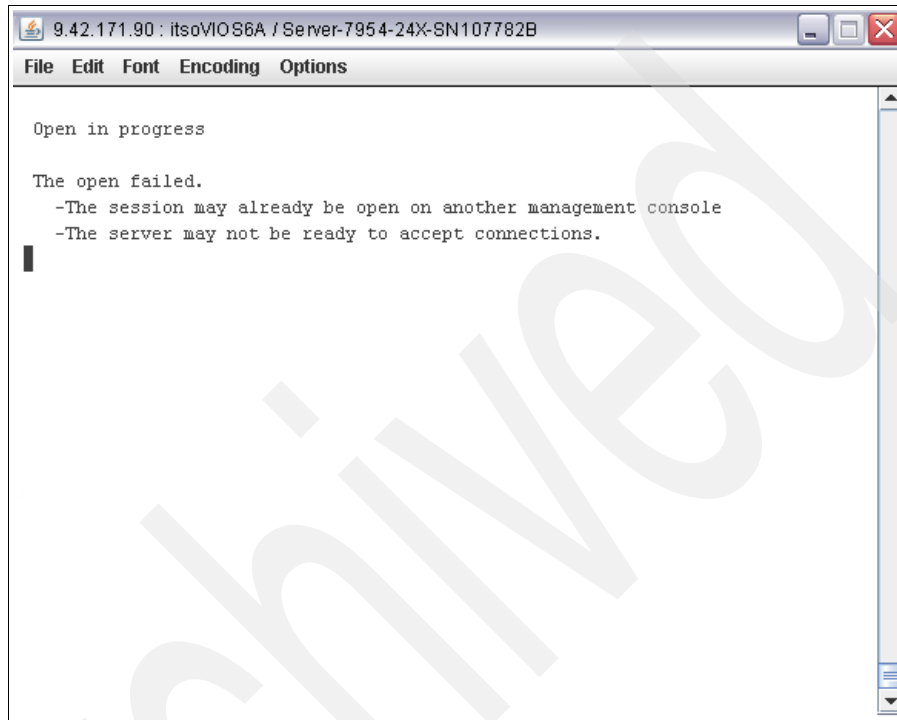 9.42.171.90 : itsoVIOS6A / Server-7954-24X-SN107782B
File Edit Font Encoding Options
Open in progress
The open failed.
-The session may already be open on another management console
-The server may not be ready to accept connections.